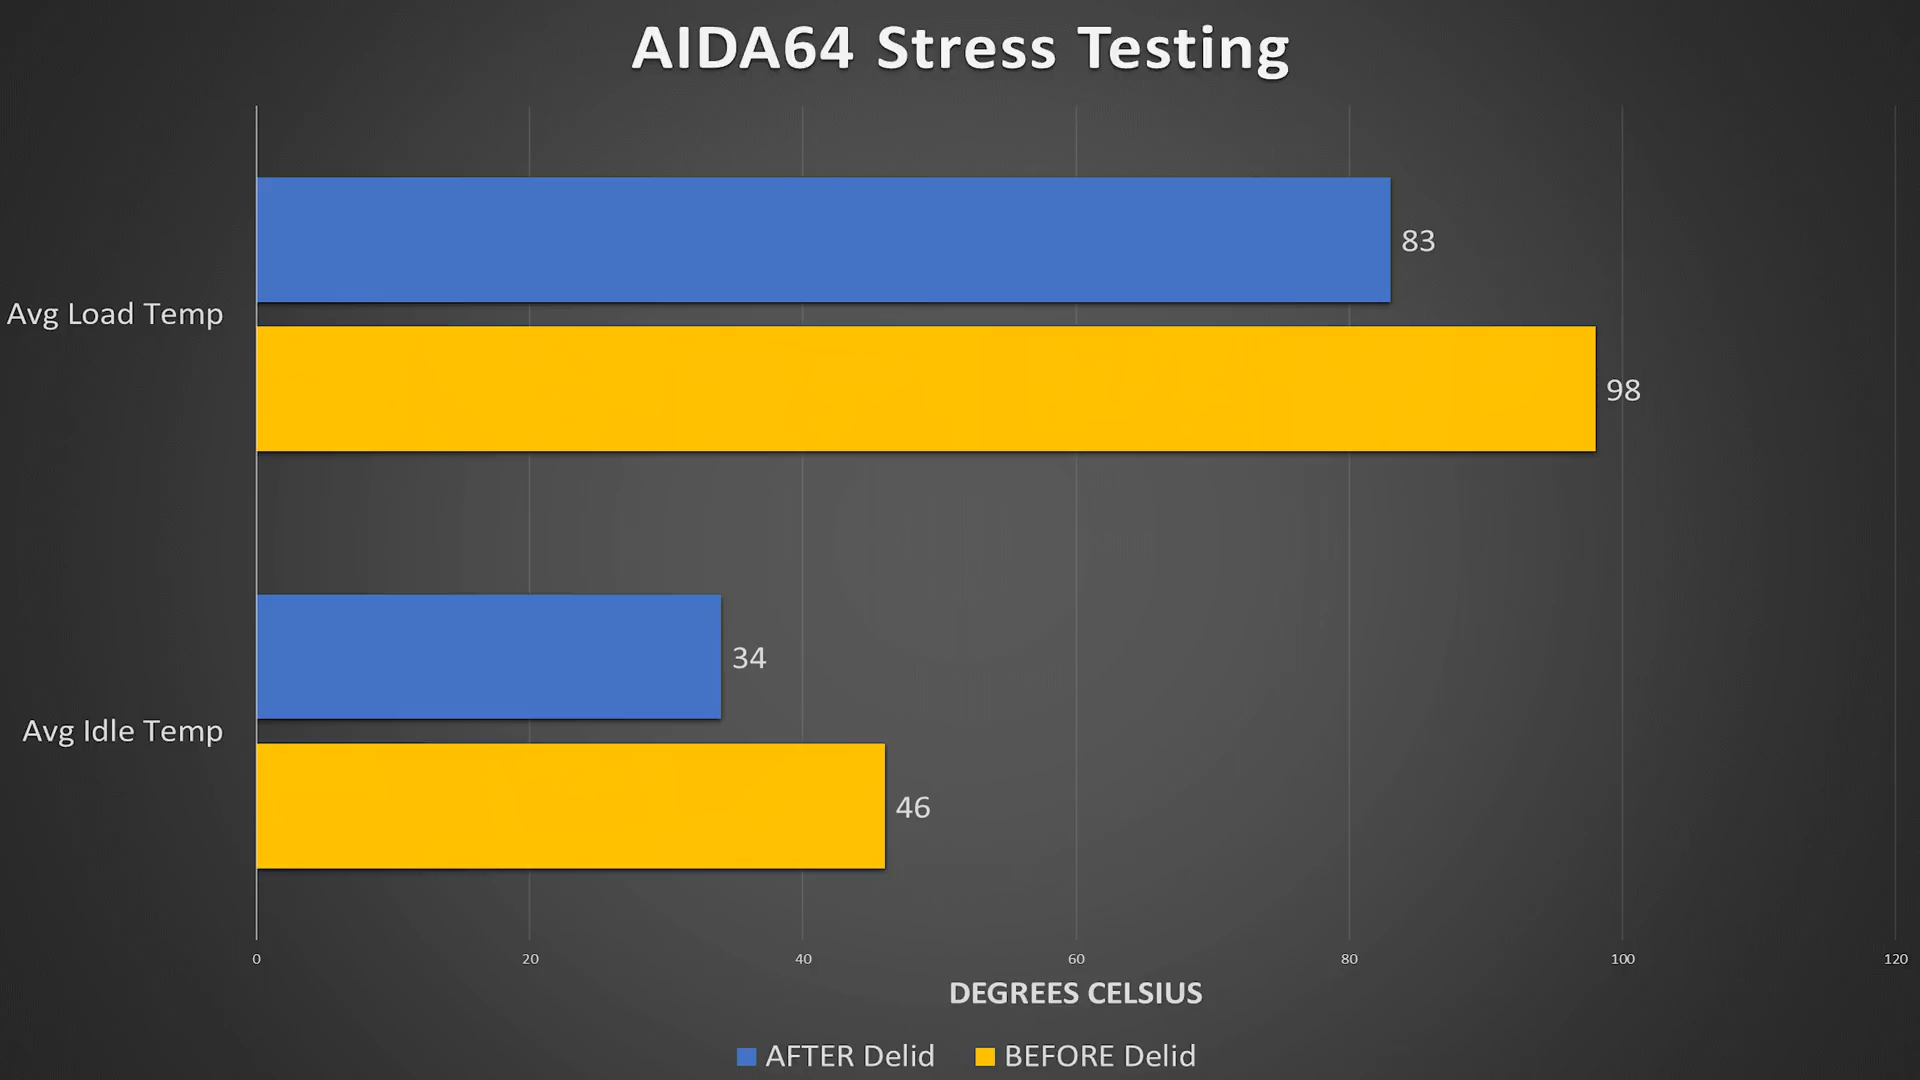 AIDA64 Stress Testing
Avg Load Temp
83
98
Avg Idle Temp
34
46
0 20 40 60 80 100 120
DEGREES CELSIUS
AFTER Delid BEFORE Delid